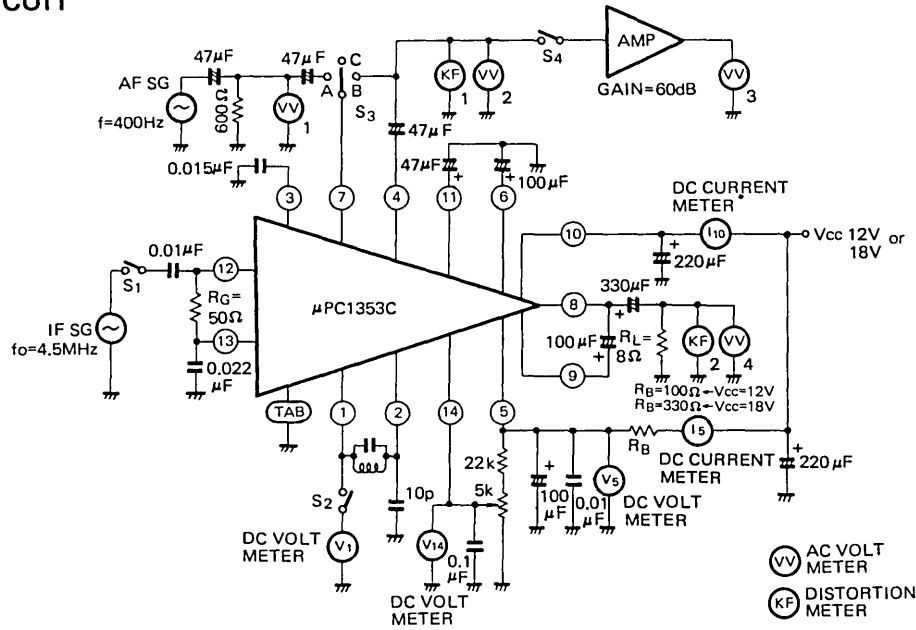 CUIT
AF SG
f=400Hz
47μF
600Ω
VV
1
47μF
A
C
B
S3
47μF
KF
1
VV
2
S4
AMP
GAIN=60dB
VV
3
0.015μF
47μF
+
+
100μF
3
7
4
11
6
DC CURRENT
METER
10
I10
Vcc 12V or
18V
+
220μF
0.01μF
S1
12
RG=
50Ω
13
IF SG
fo=4.5MHz
0.022
μF
μPC1353C
330μF
8
+
100μF
+
9
RL=
8Ω
KF
2
VV
4
RB=100Ω←Vcc=12V
RB=330Ω←Vcc=18V
TAB
1
2
14
5
RB
I5
DC CURRENT
METER
+
220μF
22k
5k
+
100
μF
0.01
μF
V5
DC VOLT
METER
S2
10p
DC VOLT
METER
V1
V14
0.1
μF
DC VOLT
METER
VV
AC VOLT
METER
KF
DISTORTION
METER